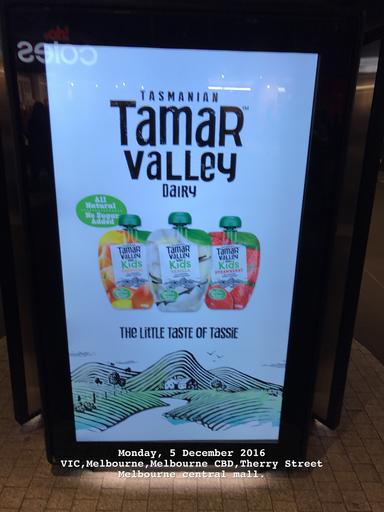 coles
TASMANIAN
TAMAR
VALLEY
DAIRY
All
Natural
No Sugar
Added
TAMAR
VALLEY
Kids
TAMAR
VALLEY
Kids
VANILLA
TAMAR
VALLEY
Kids
STRAWBERRY
THE LITTLE TASTE OF TASSIE
Monday, 5 December 2016
VIC,Melbourne,Melbourne CBD,Therry Street
Melbourne central mall.